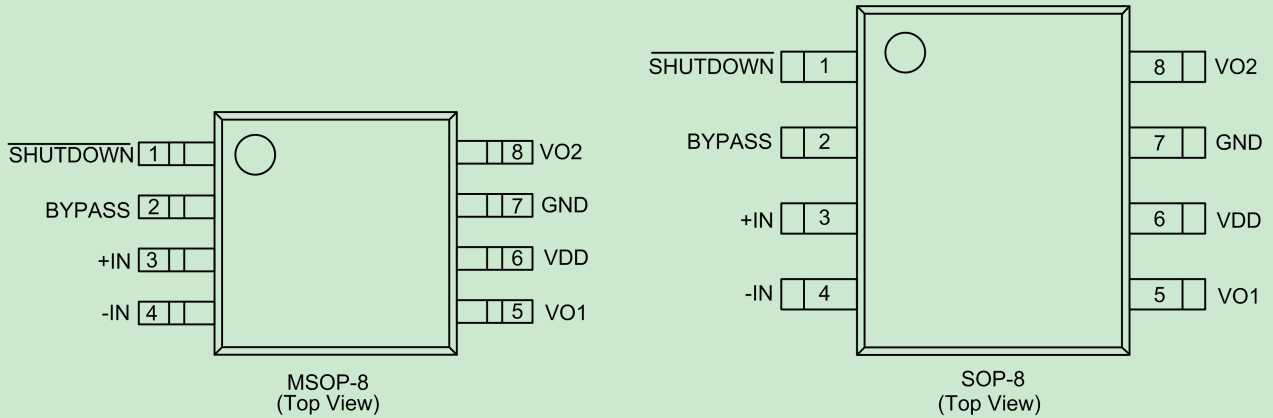 SHUTDOWN 1
BYPASS 2
+IN 3
-IN 4
8 VO2
7 GND
6 VDD
5 VO1
MSOP-8
(Top View)
SHUTDOWN 1
BYPASS 2
+IN 3
-IN 4
8 VO2
7 GND
6 VDD
5 VO1
SOP-8
(Top View)